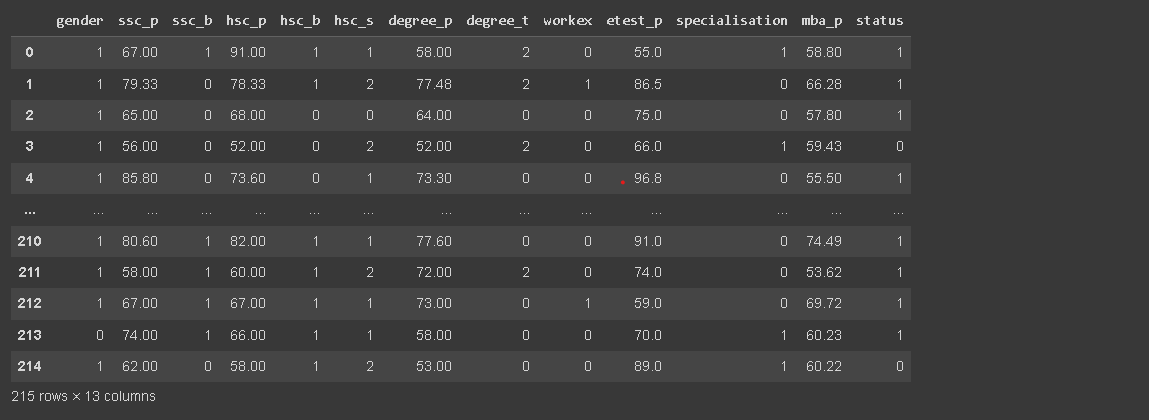 gender ssc_p ssc_b hsc_p hsc_b hsc_s degree_p degree_t workex etest_p specialisation mba_p status
0 1 67.00 1 91.00 1 1 58.00 2 0 55.0 1 58.80 1
1 1 79.33 0 78.33 1 2 77.48 2 1 86.5 0 66.28 1
2 1 65.00 0 68.00 0 0 64.00 0 0 75.0 0 57.80 1
3 1 56.00 0 52.00 0 2 52.00 2 0 66.0 1 59.43 0
4 1 85.80 0 73.60 0 1 73.30 0 0 96.8 0 55.50 1
... ... ... ... ... ... ... ... ... ... ... ... ... ...
210 1 80.60 1 82.00 1 1 77.60 0 0 91.0 0 74.49 1
211 1 58.00 1 60.00 1 2 72.00 2 0 74.0 0 53.62 1
212 1 67.00 1 67.00 1 1 73.00 0 1 59.0 0 69.72 1
213 0 74.00 1 66.00 1 1 58.00 0 0 70.0 1 60.23 1
214 1 62.00 0 58.00 1 2 53.00 0 0 89.0 1 60.22 0
215 rows × 13 columns